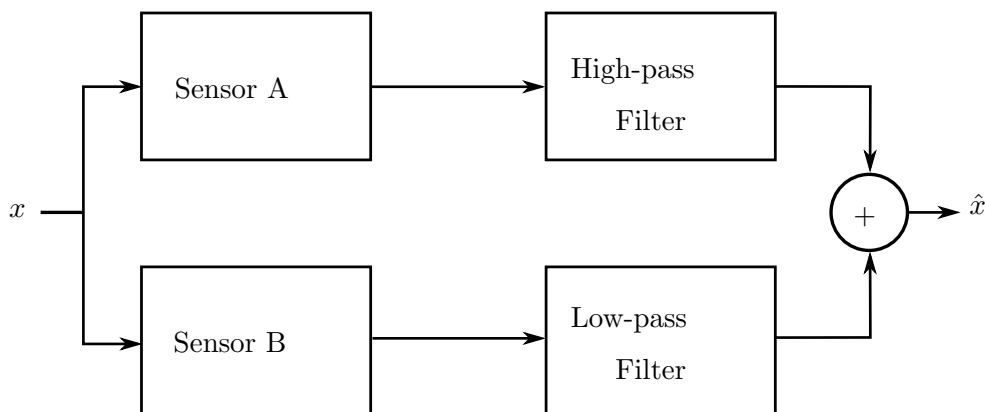 Sensor A
High-pass
Filter
x
+
x̂
Sensor B
Low-pass
Filter